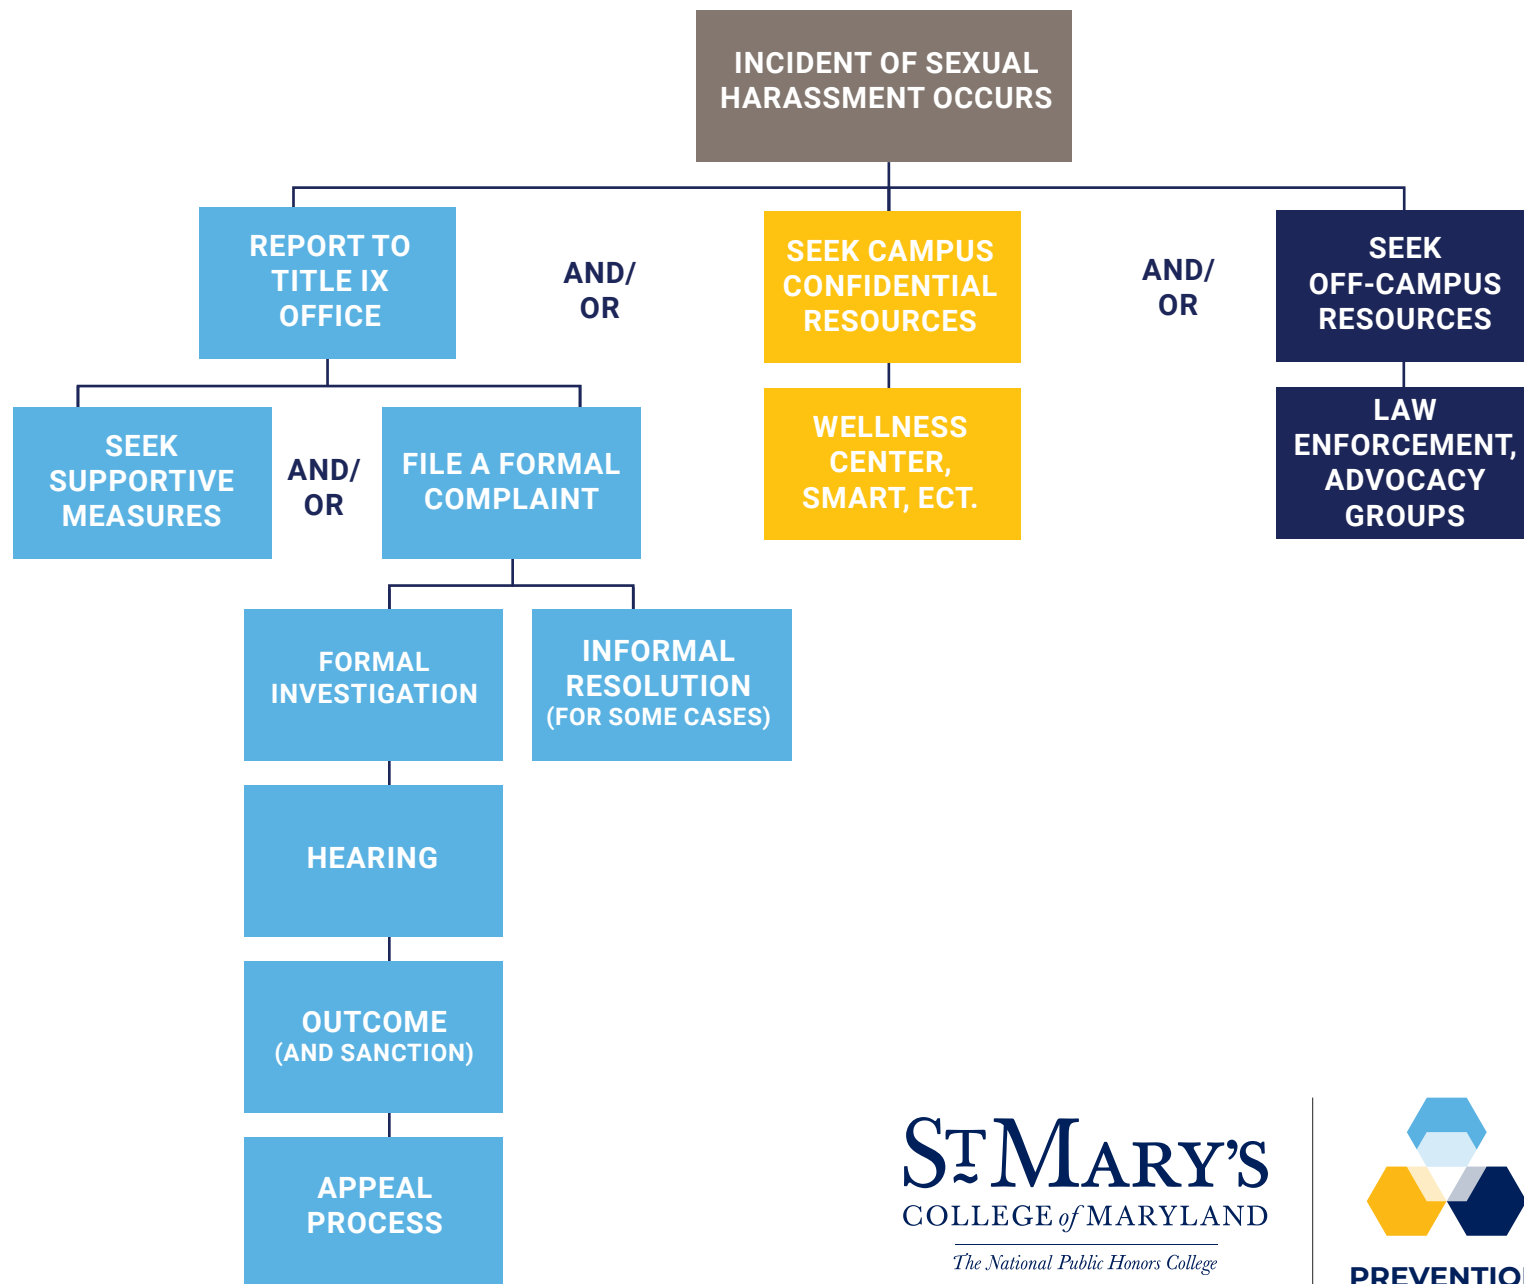 INCIDENT OF SEXUAL
HARASSMENT OCCURS
REPORT TO
TITLE IX
OFFICE
AND/
OR
SEEK CAMPUS
CONFIDENTIAL
RESOURCES
AND/
OR
SEEK
OFF-CAMPUS
RESOURCES
SEEK
SUPPORTIVE
MEASURES
AND/
OR
FILE A FORMAL
COMPLAINT
WELLNESS
CENTER,
SMART, ECT.
LAW
ENFORCEMENT,
ADVOCACY
GROUPS
FORMAL
INVESTIGATION
INFORMAL
RESOLUTION
(FOR SOME CASES)
HEARING
OUTCOME
(AND SANCTION)
APPEAL
PROCESS
ST MARY'S
COLLEGE of MARYLAND
The National Public Honors College
PREVENTION